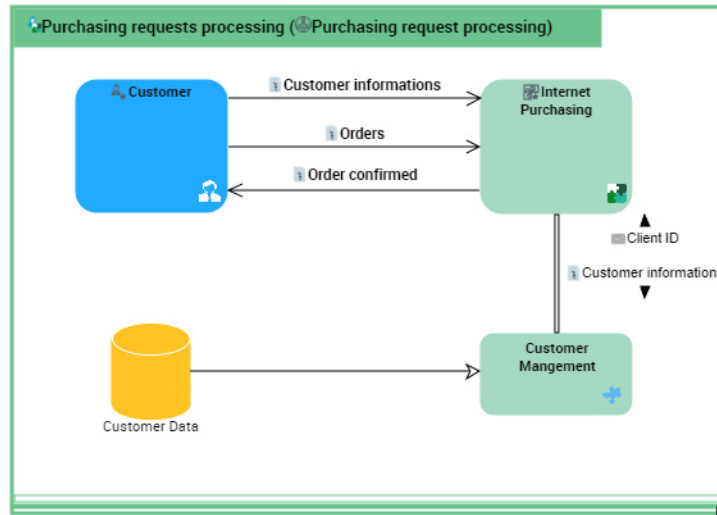 Purchasing requests processing (Purchasing request processing)
Customer informations
Customer
Internet
Purchasing
Orders
Order confirmed
Client ID
Customer information
Customer
Mangement
Customer Data